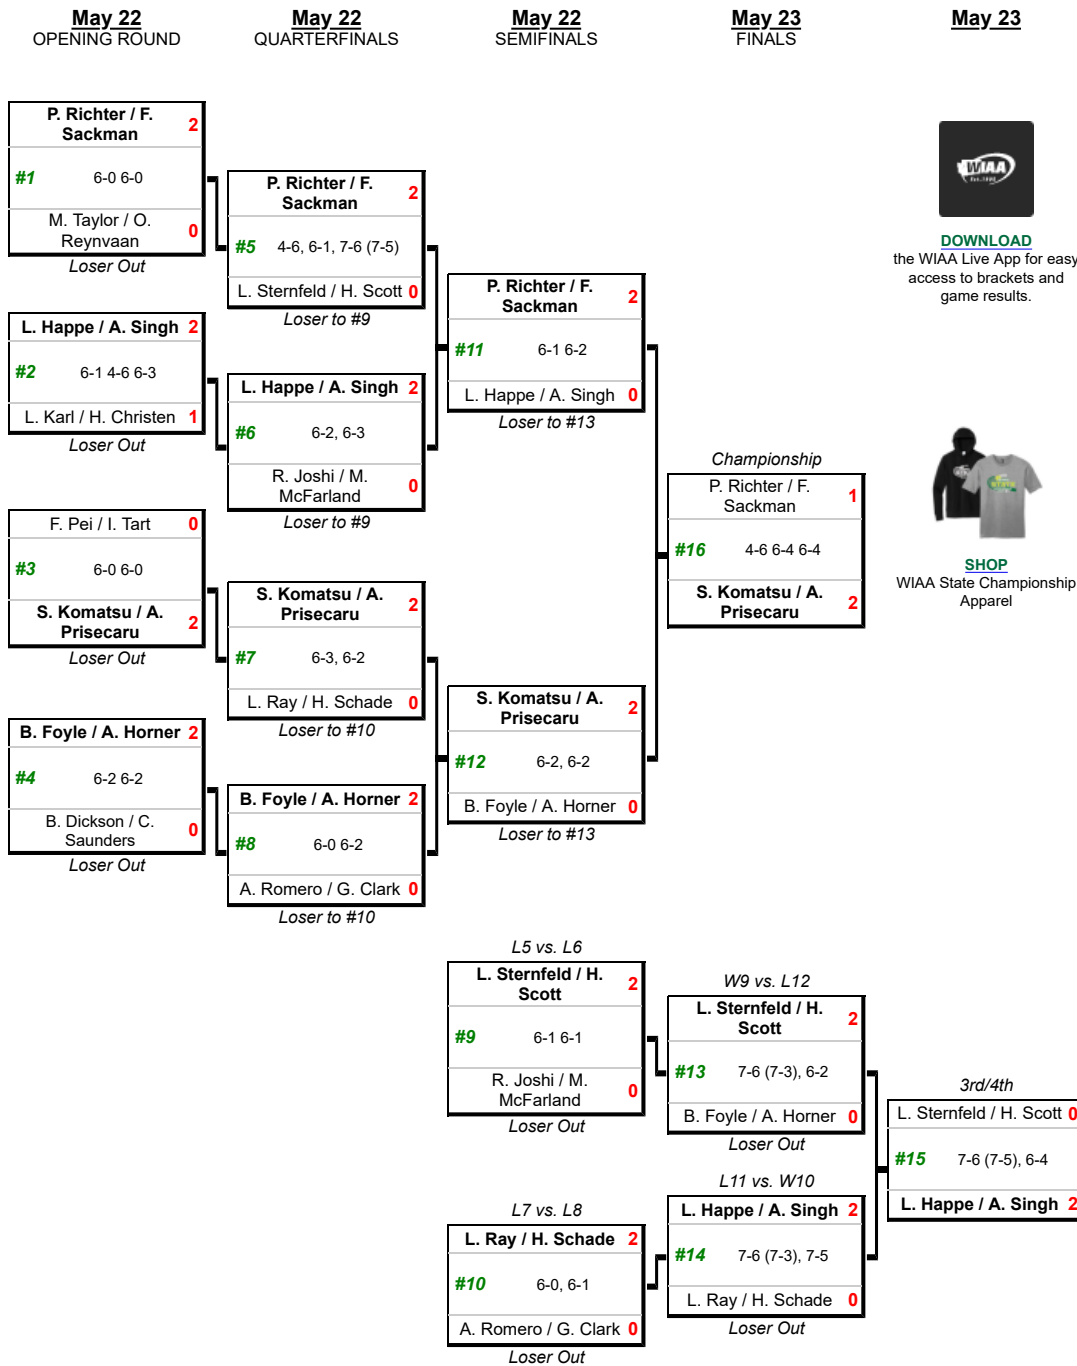 May 22
OPENING ROUND
May 22
QUARTERFINALS
May 22
SEMIFINALS
May 23
FINALS
May 23
P. Richter / F.
Sackman
2
#1
6-0 6-0
M. Taylor / O.
Reynvaan
0
Loser Out
L. Happe / A. Singh 2
#2
6-1 4-6 6-3
L. Karl / H. Christen 1
Loser Out
F. Pei / I. Tart 0
#3
6-0 6-0
S. Komatsu / A.
Prisecaru
2
Loser Out
B. Foyle / A. Horner 2
#4
6-2 6-2
B. Dickson / C.
Saunders
0
Loser Out
P. Richter / F.
Sackman
2
#5
4-6, 6-1, 7-6 (7-5)
L. Sternfeld / H. Scott 0
Loser to #9
L. Happe / A. Singh 2
#6
6-2, 6-3
R. Joshi / M.
McFarland
0
Loser to #9
S. Komatsu / A.
Prisecaru
2
#7
6-3, 6-2
L. Ray / H. Schade 0
Loser to #10
B. Foyle / A. Horner 2
#8
6-0 6-2
A. Romero / G. Clark 0
Loser to #10
P. Richter / F.
Sackman
2
#11
6-1 6-2
L. Happe / A. Singh 0
Loser to #13
S. Komatsu / A.
Prisecaru
2
#12
6-2, 6-2
B. Foyle / A. Horner 0
Loser to #13
Championship
P. Richter / F.
Sackman
1
#16
4-6 6-4 6-4
S. Komatsu / A.
Prisecaru
2
WIAA
DOWNLOAD
the WIAA Live App for easy
access to brackets and
game results.
SHOP
WIAA State Championship
Apparel
L5 vs. L6
L. Sternfeld / H.
Scott
2
#9
6-1 6-1
R. Joshi / M.
McFarland
0
Loser Out
L7 vs. L8
L. Ray / H. Schade 2
#10
6-0, 6-1
A. Romero / G. Clark 0
Loser Out
W9 vs. L12
L. Sternfeld / H.
Scott
2
#13
7-6 (7-3), 6-2
B. Foyle / A. Horner 0
Loser Out
L11 vs. W10
L. Happe / A. Singh 2
#14
7-6 (7-3), 7-5
L. Ray / H. Schade 0
Loser Out
3rd/4th
L. Sternfeld / H. Scott 0
#15
7-6 (7-5), 6-4
L. Happe / A. Singh 2